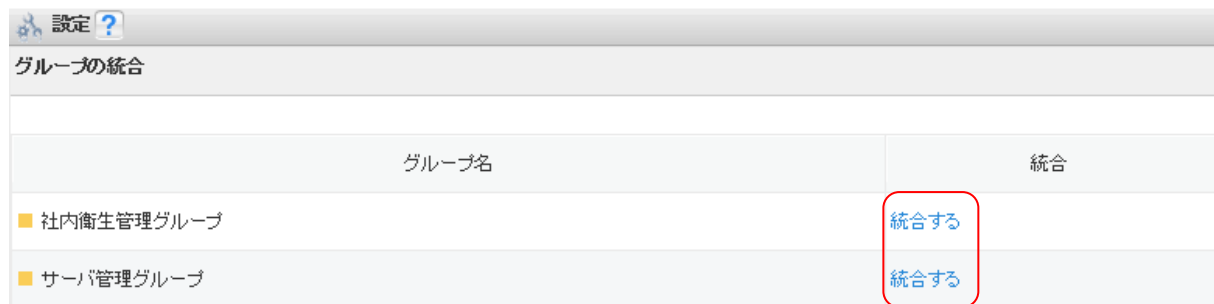 設定 ?
グループの統合
グループ名 統合
社内衛生管理グループ 統合する
サーバ管理グループ 統合する